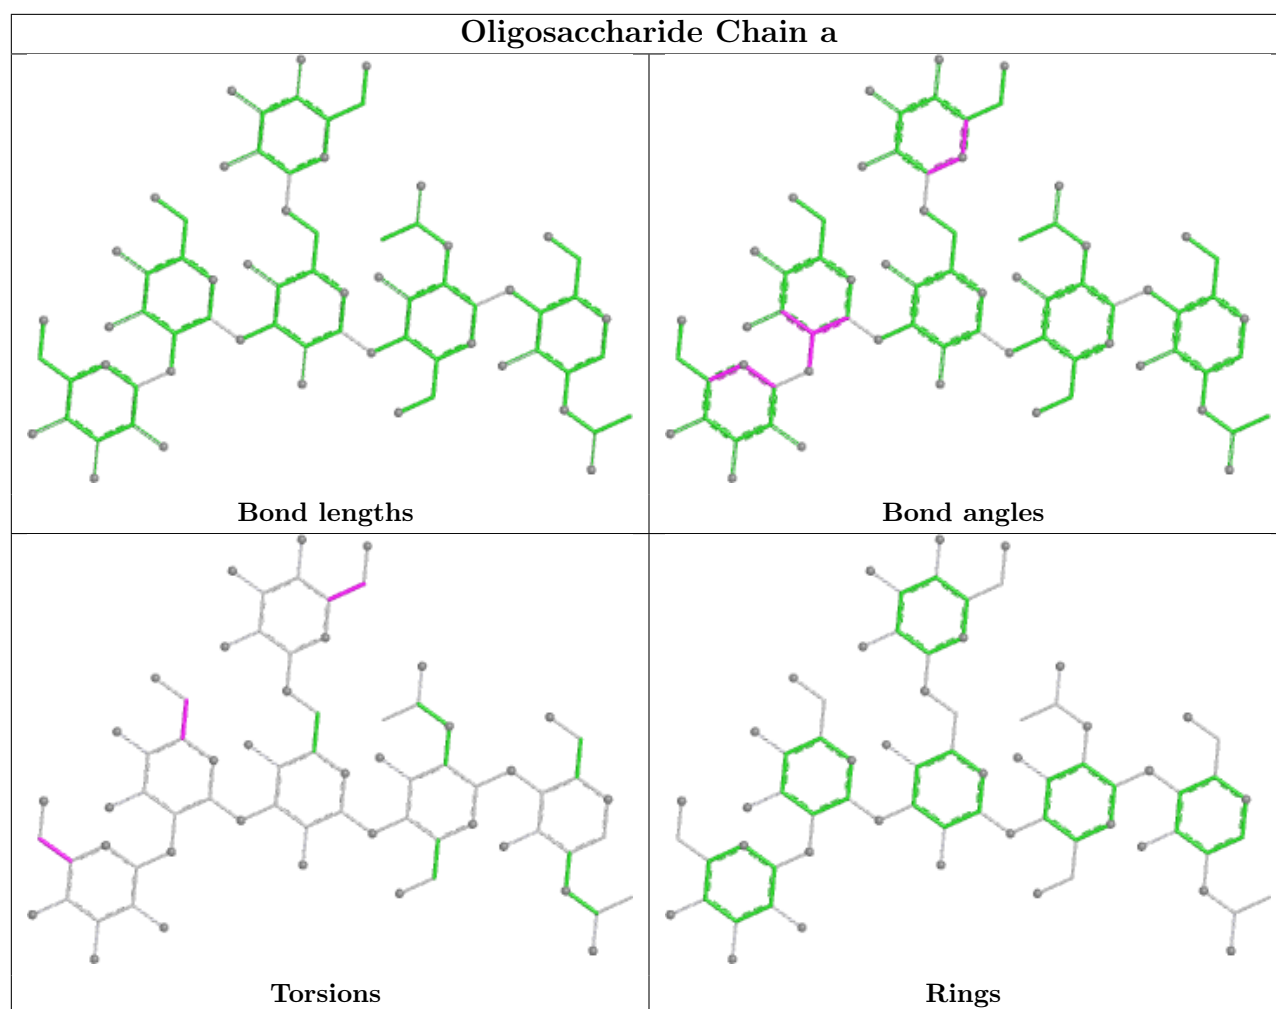 Oligosaccharide Chain a
Bond lengths
Bond angles
Torsions
Rings